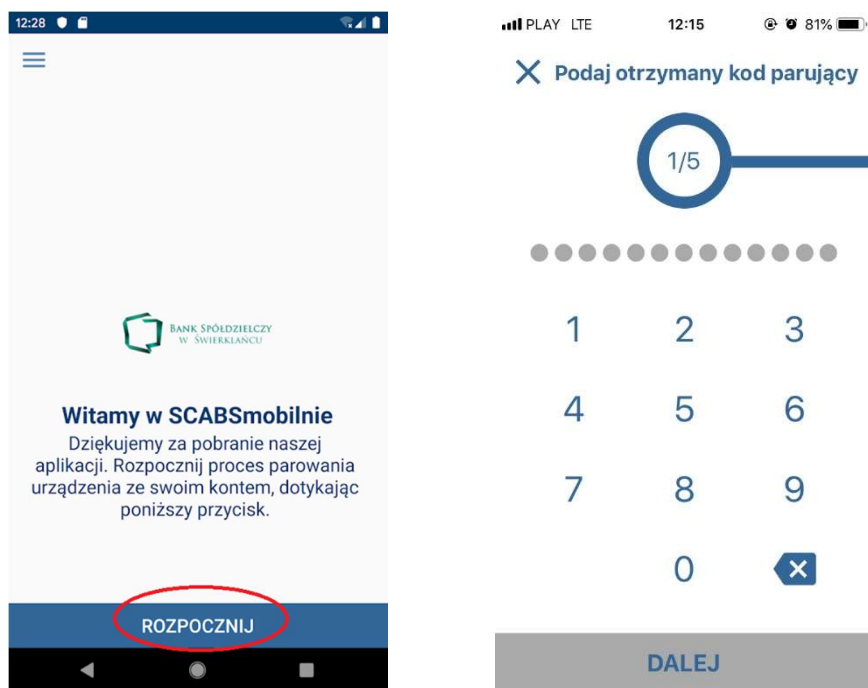 12:28
BANK SPÓŁDZIELCZY
W ŚWIERKLAŃCU
Witamy w SCABSmobilnie
Dziękujemy za pobranie naszej
aplikacji. Rozpocznij proces parowania
urządzenia ze swoim kontem, dotykając
poniższy przycisk.
ROZPOCZNIJ
PLAY LTE 12:15 81%
Podaj otrzymany kod parujący
1/5
1 2 3
4 5 6
7 8 9
0
DALEJ